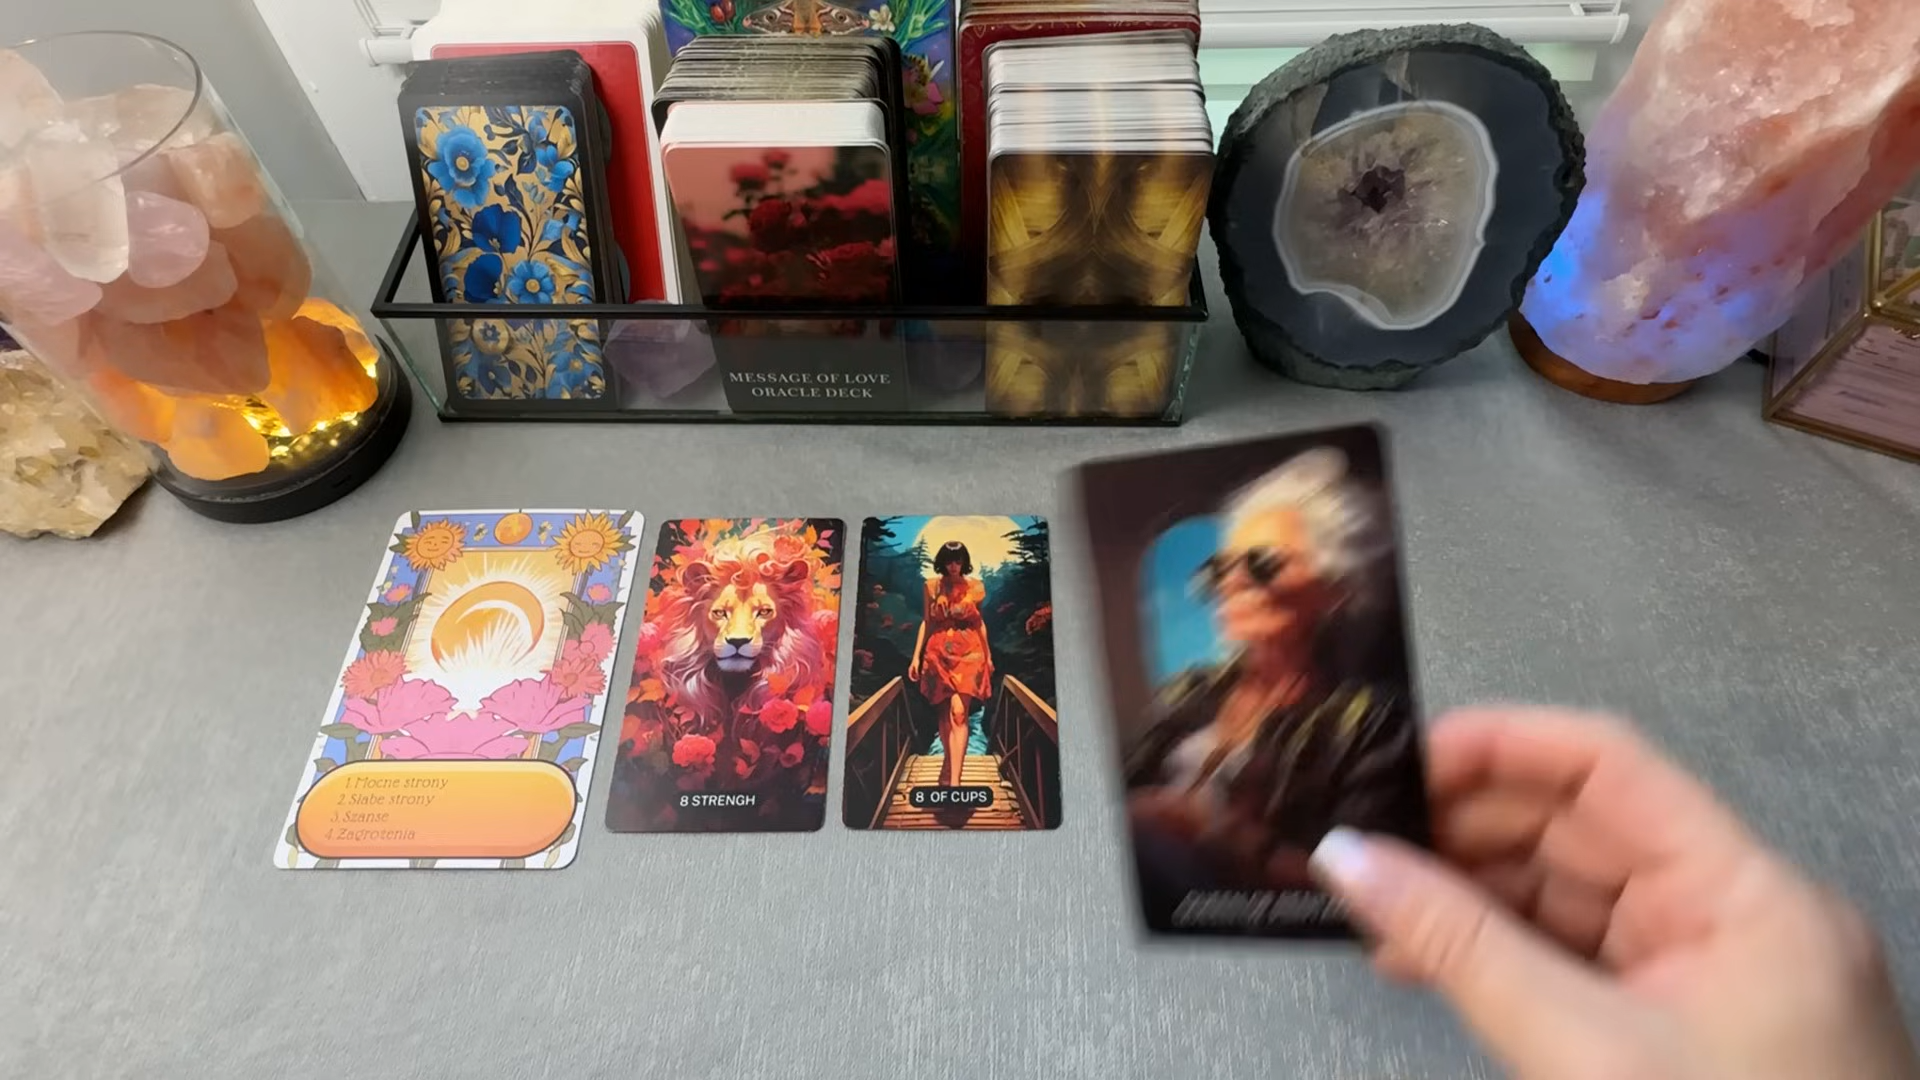 MESSAGE OF LOVE
ORACLE DECK
1. Mocne strony
2. Słabe strony
3. Szanse
4. Zagrożenia
8 STRENGH
8 OF CUPS